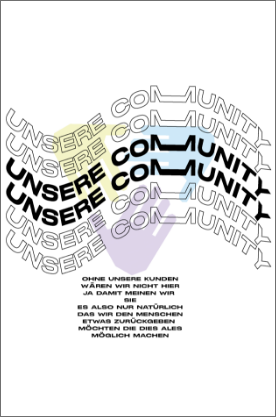 UNSERE COMMUNITY
UNSERE COMMUNITY
UNSERE COMMUNITY
UNSERE COMMUNITY
UNSERE COMMUNITY
UNSERE COMMUNITY
OHNE UNSERE KUNDEN
WÄREN WIR NICHT HIER
JA DAMIT MEINEN WIR
SIE
ES ALSO NUR NATÜRLICH
DAS WIR DEN MENSCHEN
ETWAS ZURÜCKGEBEN
MÖCHTEN DIE DIES ALES
MÖGLICH MACHEN